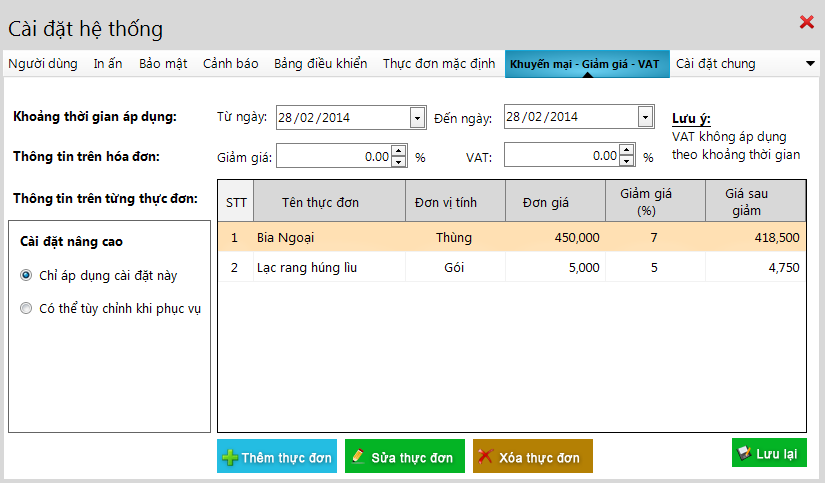 Cài đặt hệ thống
Người dùng In ấn Bảo mật Cảnh báo Bảng điều khiển Thực đơn mặc định Khuyến mại - Giảm giá - VAT Cài đặt chung
Khoảng thời gian áp dụng: Từ ngày: 28/02/2014 Đến ngày: 28/02/2014 Lưu ý:
VAT không áp dụng
theo khoảng thời gian
Thông tin trên hóa đơn: Giảm giá: 0.00 % VAT: 0.00 %
Thông tin trên từng thực đơn:
STT Tên thực đơn Đơn vị tính Đơn giá Giảm giá (%) Giá sau giảm
1 Bia Ngoại Thùng 450,000 7 418,500
2 Lạc rang húng lìu Gói 5,000 5 4,750
Cài đặt nâng cao
Chỉ áp dụng cài đặt này
Có thể tùy chỉnh khi phục vụ
Thêm thực đơn Sửa thực đơn Xóa thực đơn Lưu lại